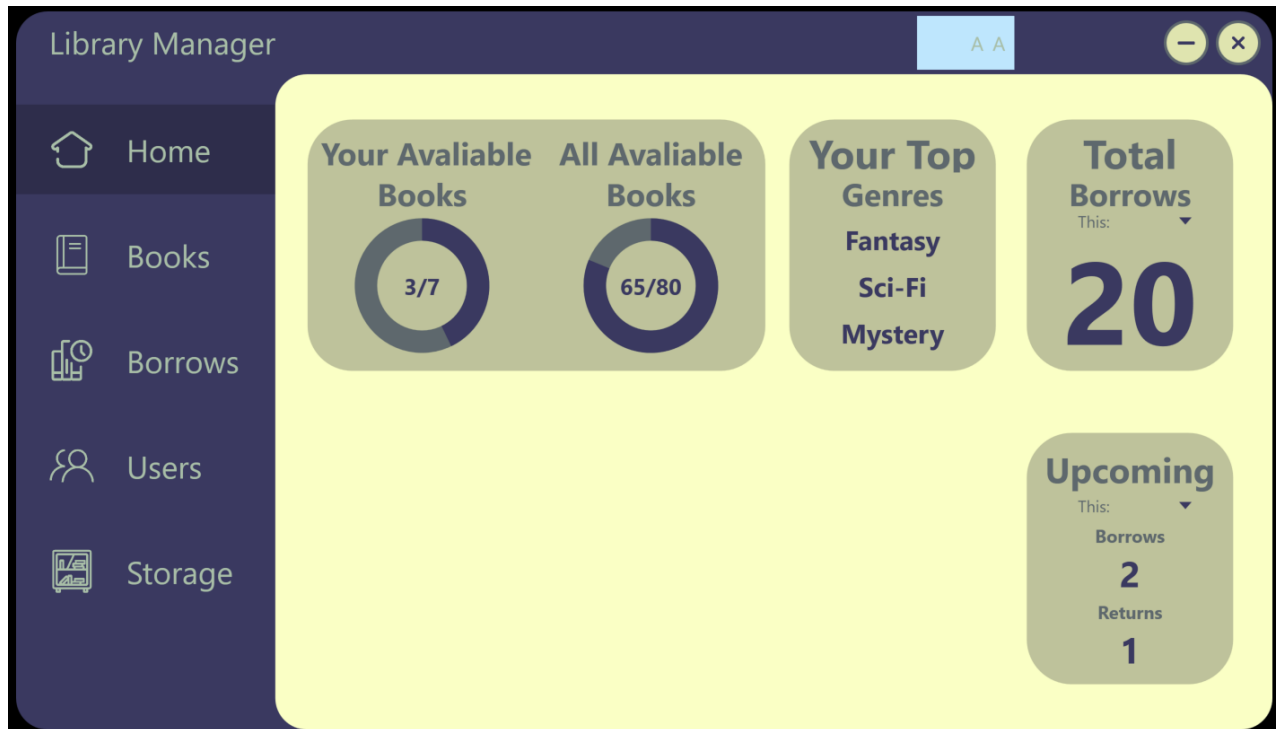 Library Manager
A A
Home
Books
Borrows
Users
Storage
Your Avaliable
Books
3/7
All Avaliable
Books
65/80
Your Top
Genres
Fantasy
Sci-Fi
Mystery
Total
Borrows
This:
20
Upcoming
This:
Borrows
2
Returns
1